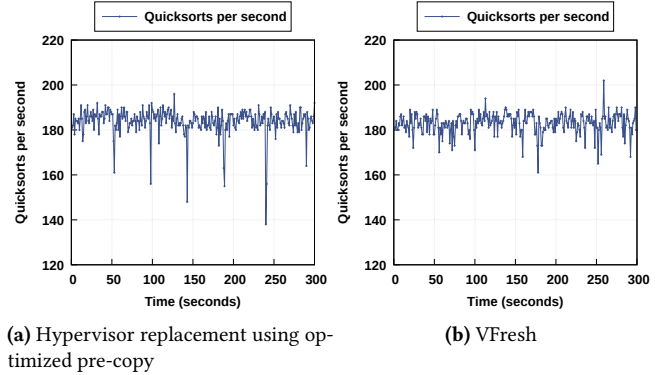 Quicksorts per second
220
200
180
160
140
120
Quicksorts per second
0 50 100 150 200 250 300
Time (seconds)
(a) Hypervisor replacement using op-
timized pre-copy
Quicksorts per second
220
200
180
160
140
120
Quicksorts per second
0 50 100 150 200 250 300
Time (seconds)
(b) VFresh